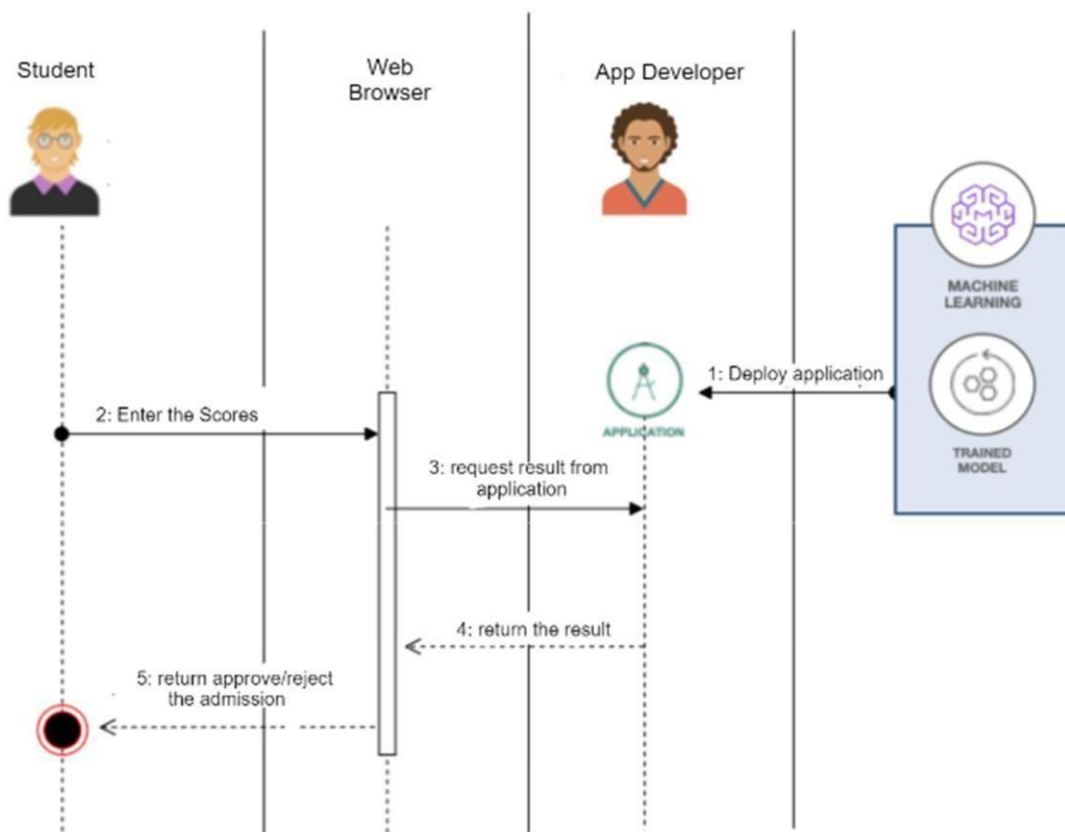 Student
Web
Browser
App Developer
MACHINE
LEARNING
1: Deploy application
2: Enter the Scores
APPLICATION
TRAINED
MODEL
3: request result from
application
4: return the result
5: return approve/reject
the admission